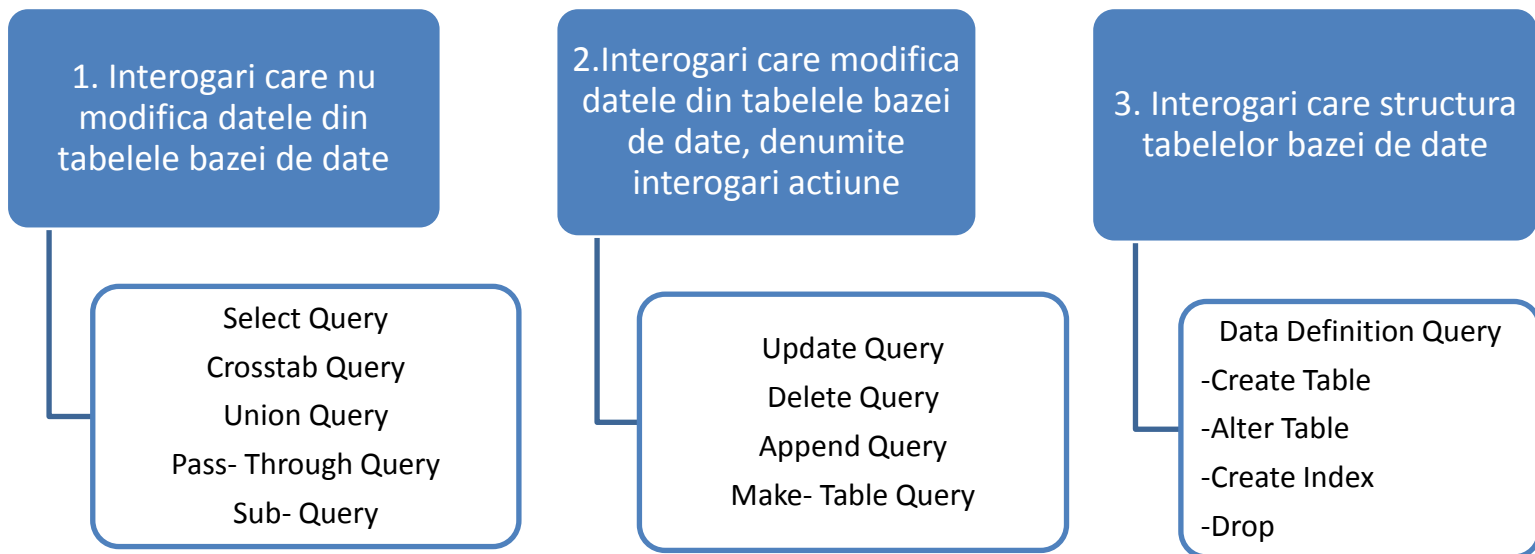 1. Interogari care nu
modifica datele din
tabelele bazei de date
Select Query
Crosstab Query
Union Query
Pass- Through Query
Sub- Query
2.Interogari care modifica
datele din tabelele bazei
de date, denumite
interogari actiune
Update Query
Delete Query
Append Query
Make- Table Query
3. Interogari care structura
tabelelor bazei de date
Data Definition Query
-Create Table
-Alter Table
-Create Index
-Drop